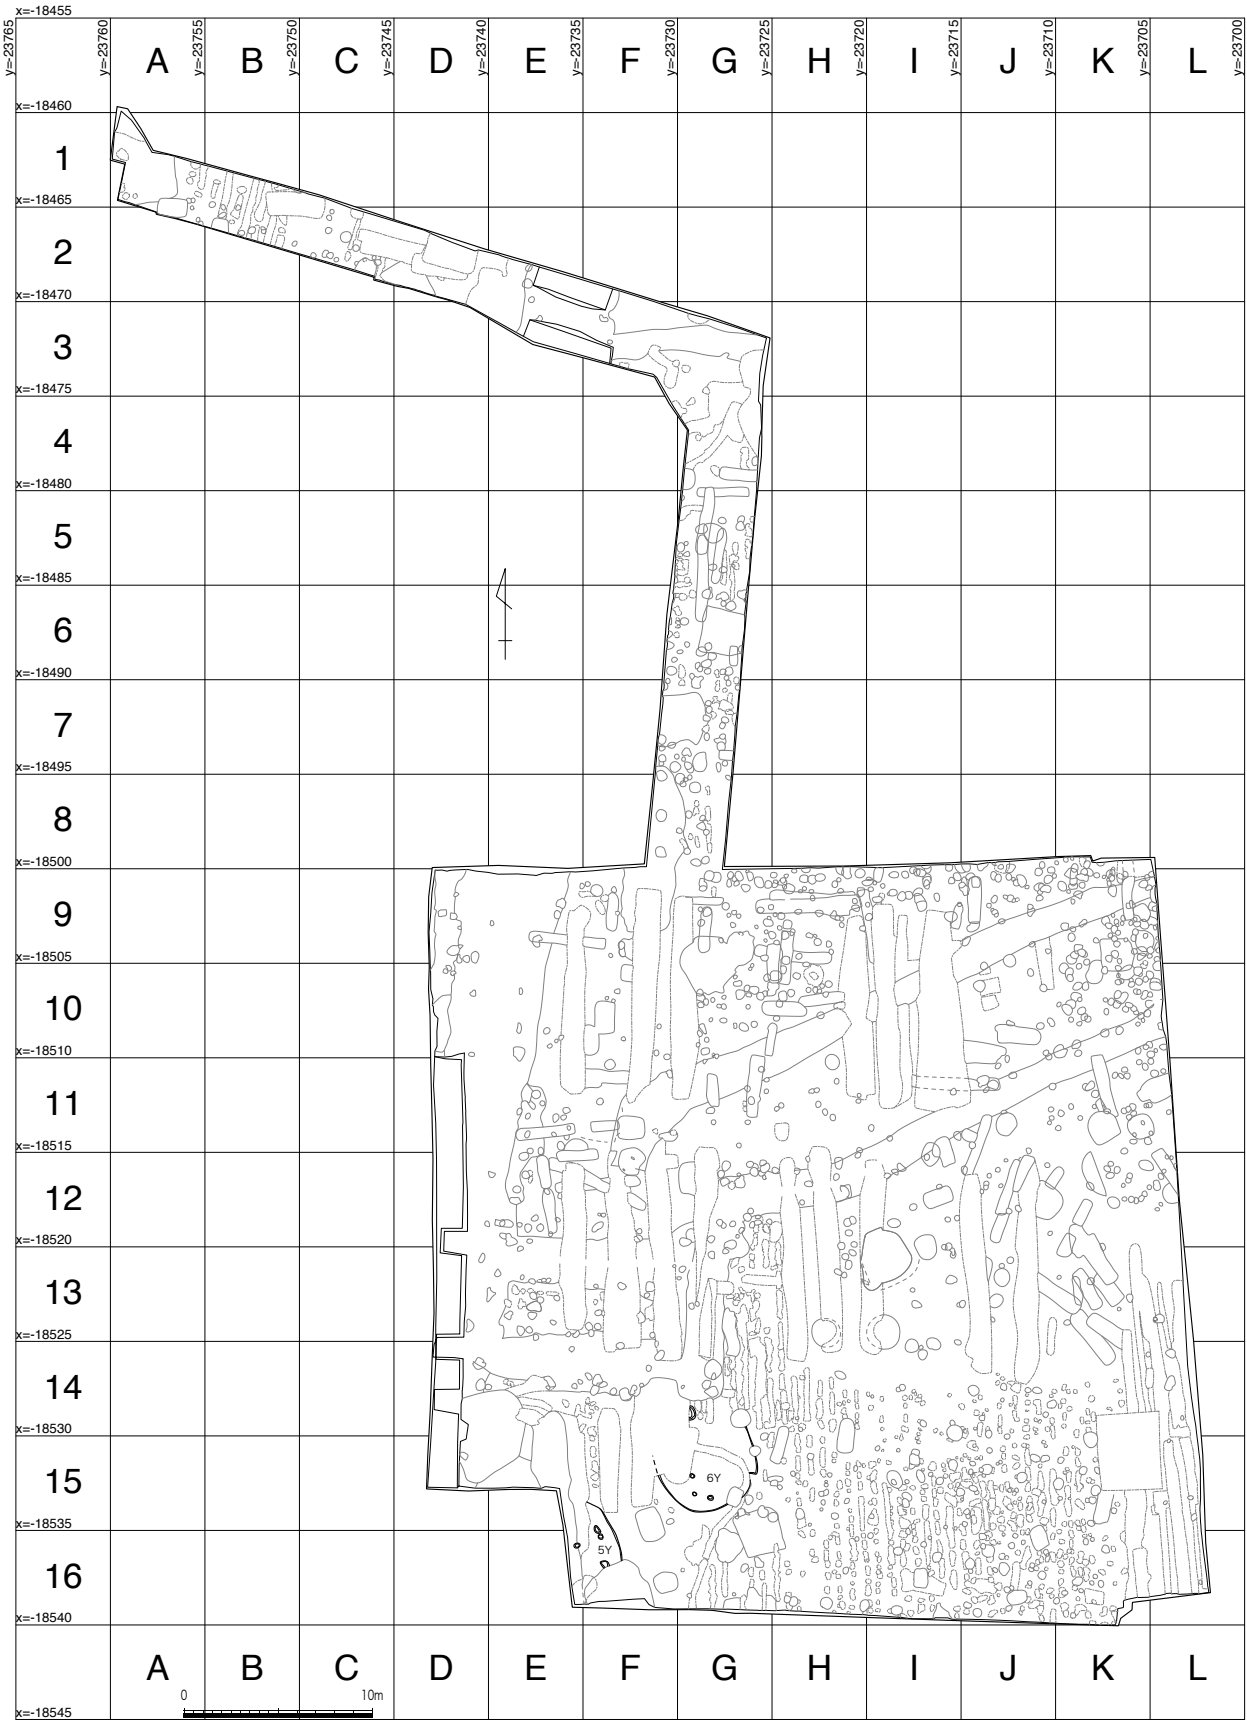 x=-18455
y=-23765
y=-23760
y=-23755
y=-23750
y=-23745
y=-23740
y=-23735
y=-23730
y=-23725
y=-23720
y=-23715
y=-23710
y=-23705
y=-23700
A B C D E F G H I J K L
x=-18460
1
x=-18465
2
x=-18470
3
x=-18475
4
x=-18480
5
x=-18485
6
x=-18490
7
x=-18495
8
x=-18500
9
x=-18505
10
x=-18510
11
x=-18515
12
x=-18520
13
x=-18525
14
x=-18530
15
6Y
x=-18535
5Y
16
x=-18540
A B C D E F G H I J K L
0 10m
x=-18545